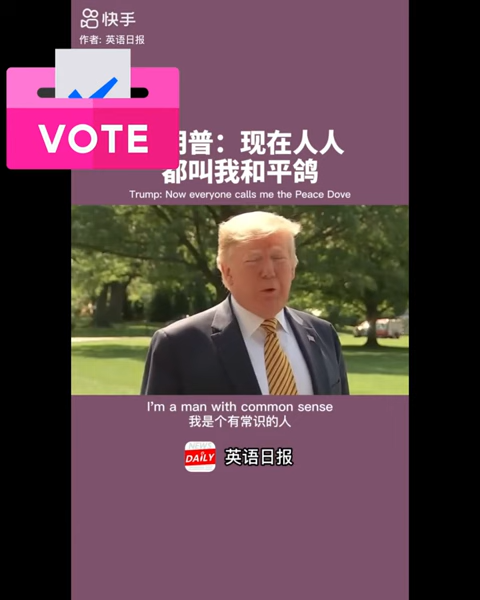 快手
作者: 英语日报
VOTE
普：现在人人
都叫我和平鸽
Trump: Now everyone calls me the Peace Dove
I'm a man with common sense
我是个有常识的人
NEWS
DAILY
英语日报